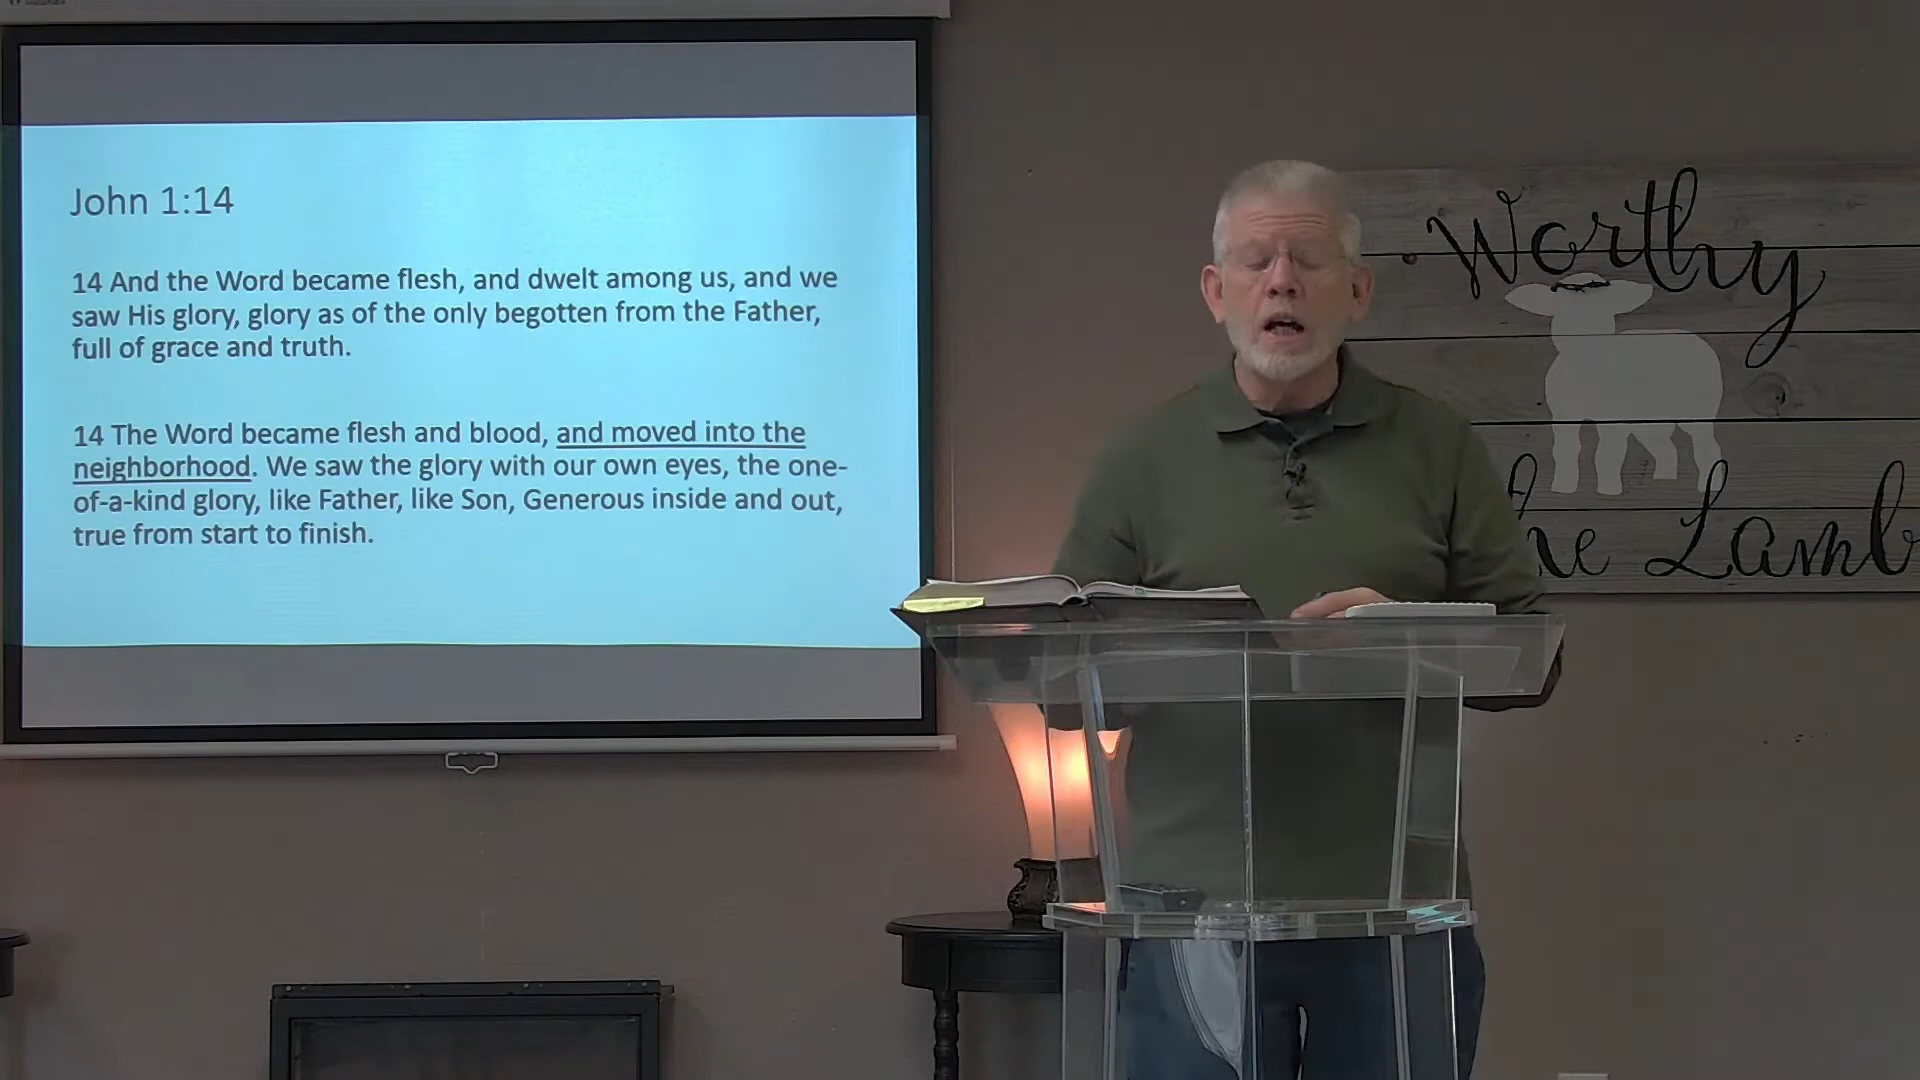 John 1:14
14 And the Word became flesh, and dwelt among us, and we
saw His glory, glory as of the only begotten from the Father,
full of grace and truth.
14 The Word became flesh and blood, and moved into the
neighborhood. We saw the glory with our own eyes, the one-
of-a-kind glory, like Father, like Son, Generous inside and out,
true from start to finish.
Worthy
he Lamb